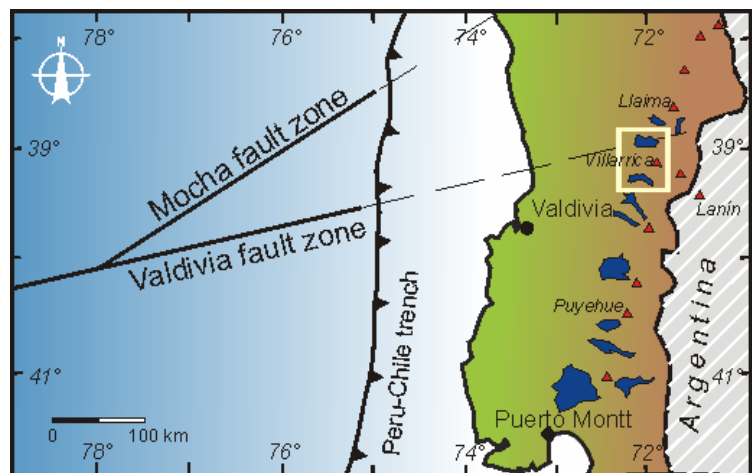 78°
76°
74°
72°
N
Llaima
Mocha fault zone
39°
39°
Villarrica
Lanín
Valdivia
Valdivia fault zone
Argentina
Peru-Chile trench
Puyehue
41°
41°
0
100 km
Puerto Montt
78°
76°
74°
72°